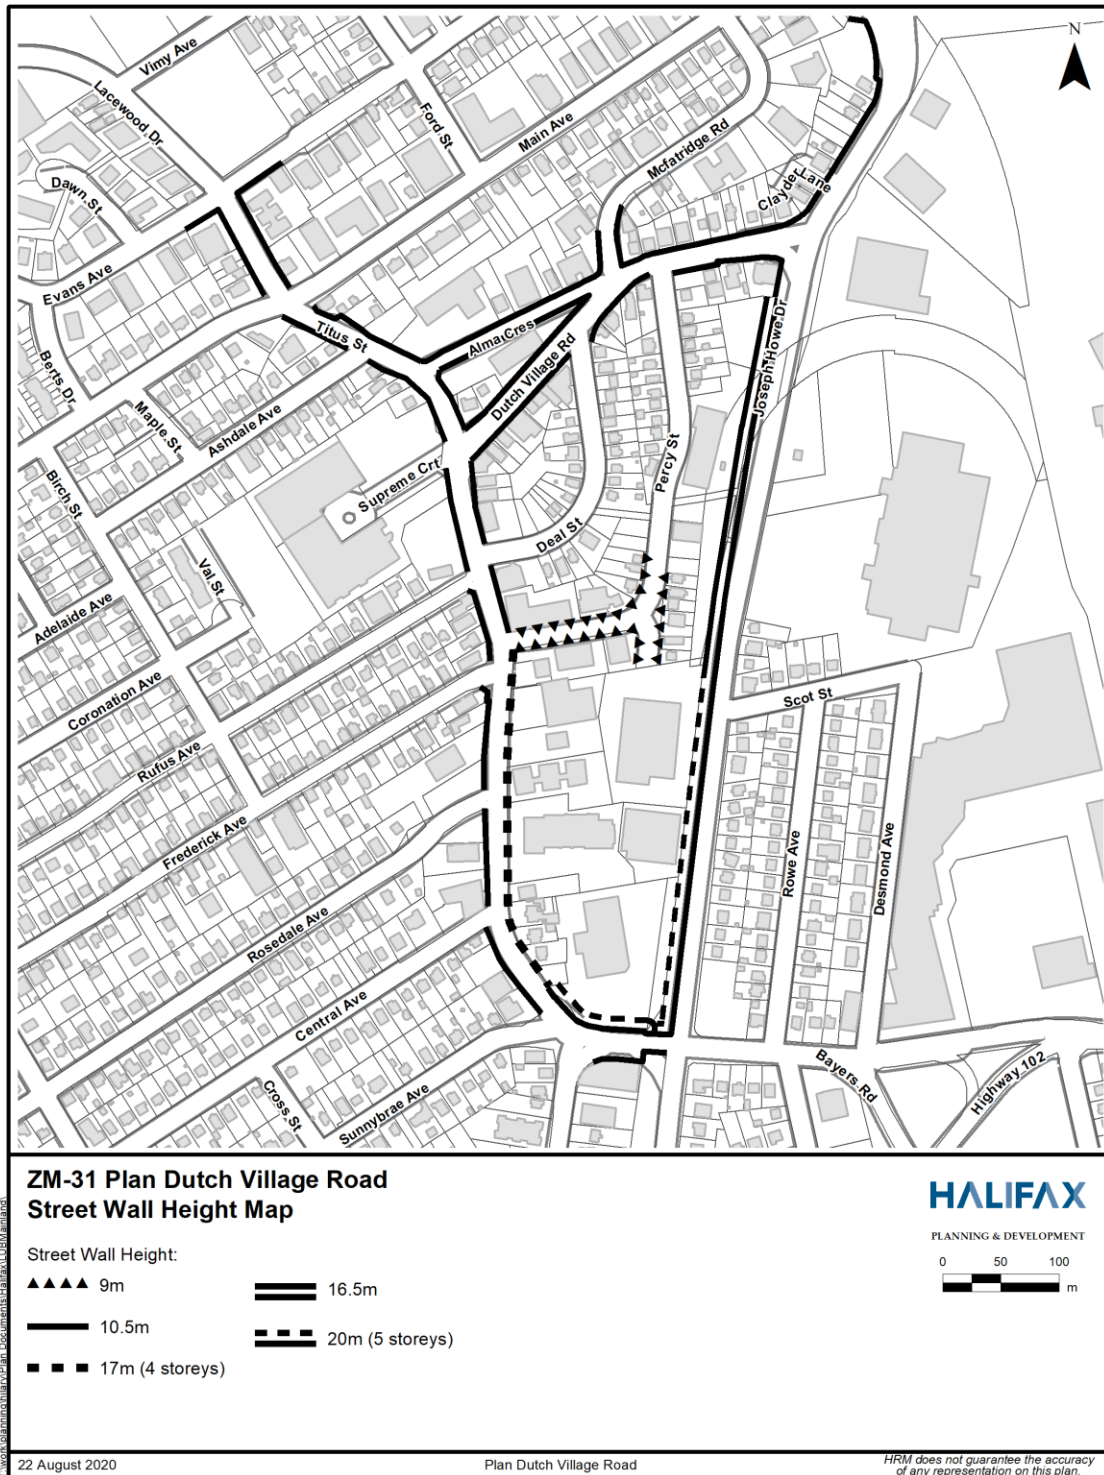 N
Vimy Ave
Lacewood Dr
Ford St
Main Ave
Mcfatridge Rd
Dawn St
Clayder Lane
Evans Ave
Titus St
Alma Cres
Dutch Village Rd
Joseph Howe Dr
Berts Dr
Maple St
Ashdale Ave
Percy St
Supreme Crt
Birch St
Deal St
Val St
Adelaide Ave
Coronation Ave
Scot St
Rufus Ave
Frederick Ave
Rowe Ave
Desmond Ave
Rosedale Ave
Central Ave
Cross St
Sunnybrae Ave
Bayers Rd
Highway 102
ZM-31 Plan Dutch Village Road
Street Wall Height Map
HALIFAX
PLANNING & DEVELOPMENT
Street Wall Height:
9m
16.5m
10.5m
20m (5 storeys)
17m (4 storeys)
0 50 100
m
22 August 2020
Plan Dutch Village Road
HRM does not guarantee the accuracy
of any representation on this plan.